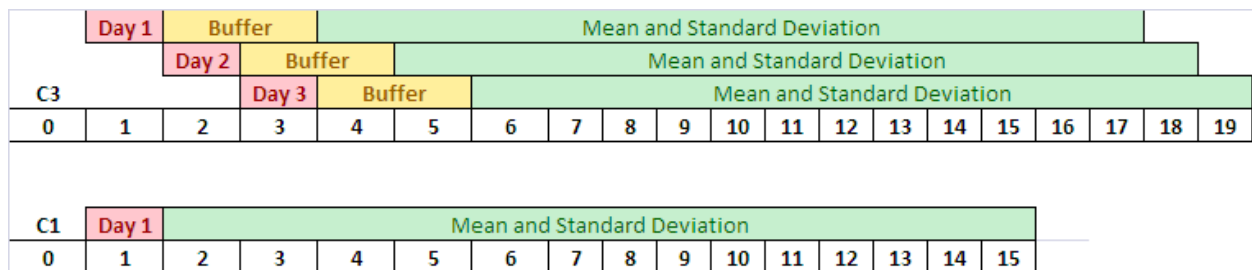 Day 1 Buffer Mean and Standard Deviation
Day 2 Buffer Mean and Standard Deviation
C3 Day 3 Buffer Mean and Standard Deviation
0 1 2 3 4 5 6 7 8 9 10 11 12 13 14 15 16 17 18 19
C1 Day 1 Mean and Standard Deviation
0 1 2 3 4 5 6 7 8 9 10 11 12 13 14 15